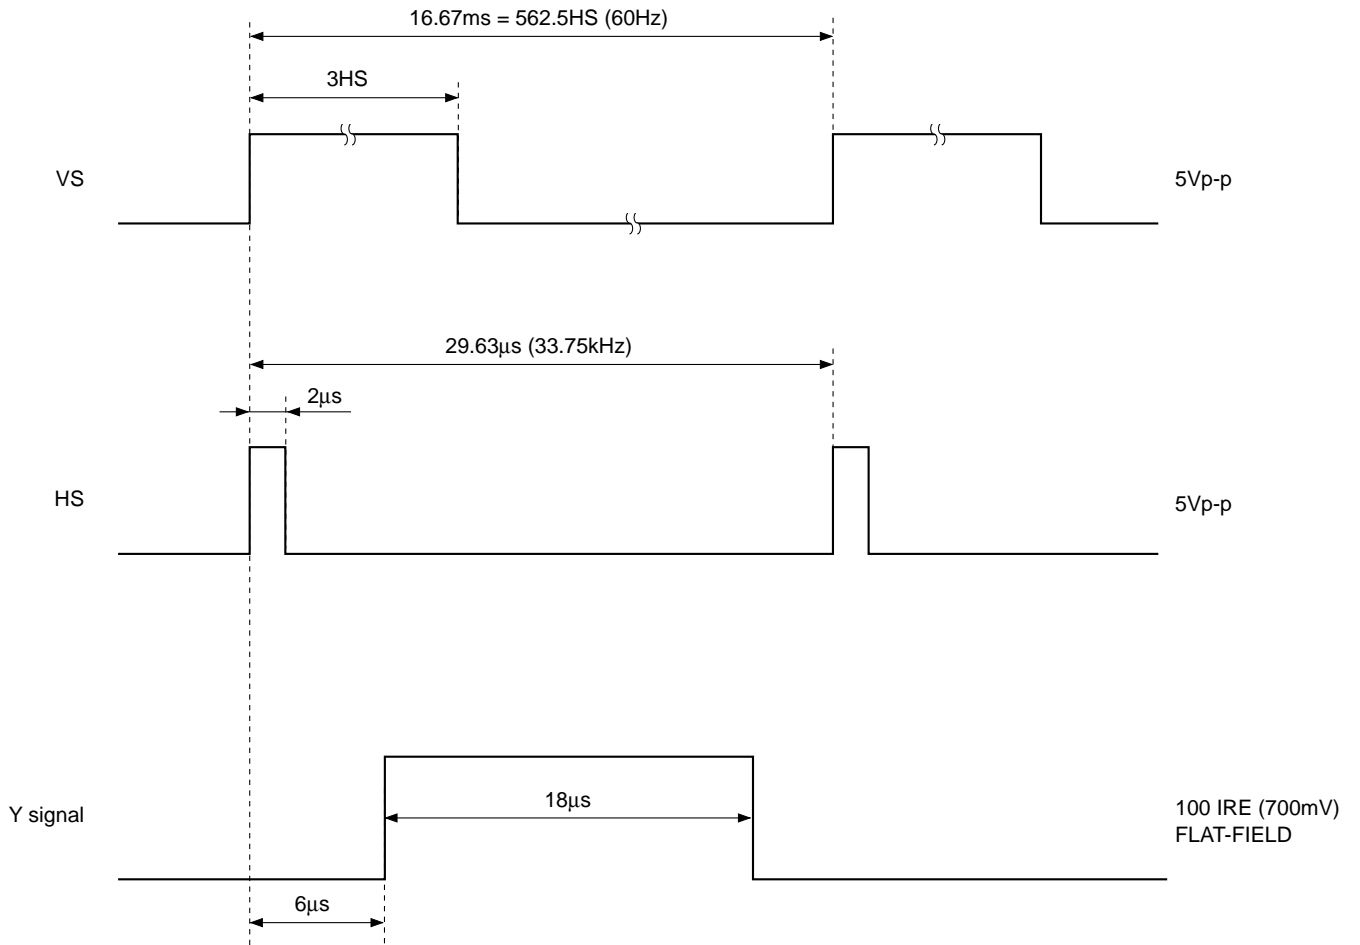 16.67ms = 562.5HS (60Hz)
3HS
VS
5Vp-p
29.63μs (33.75kHz)
2μs
HS
5Vp-p
Y signal
18μs
100 IRE (700mV)
FLAT-FIELD
6μs